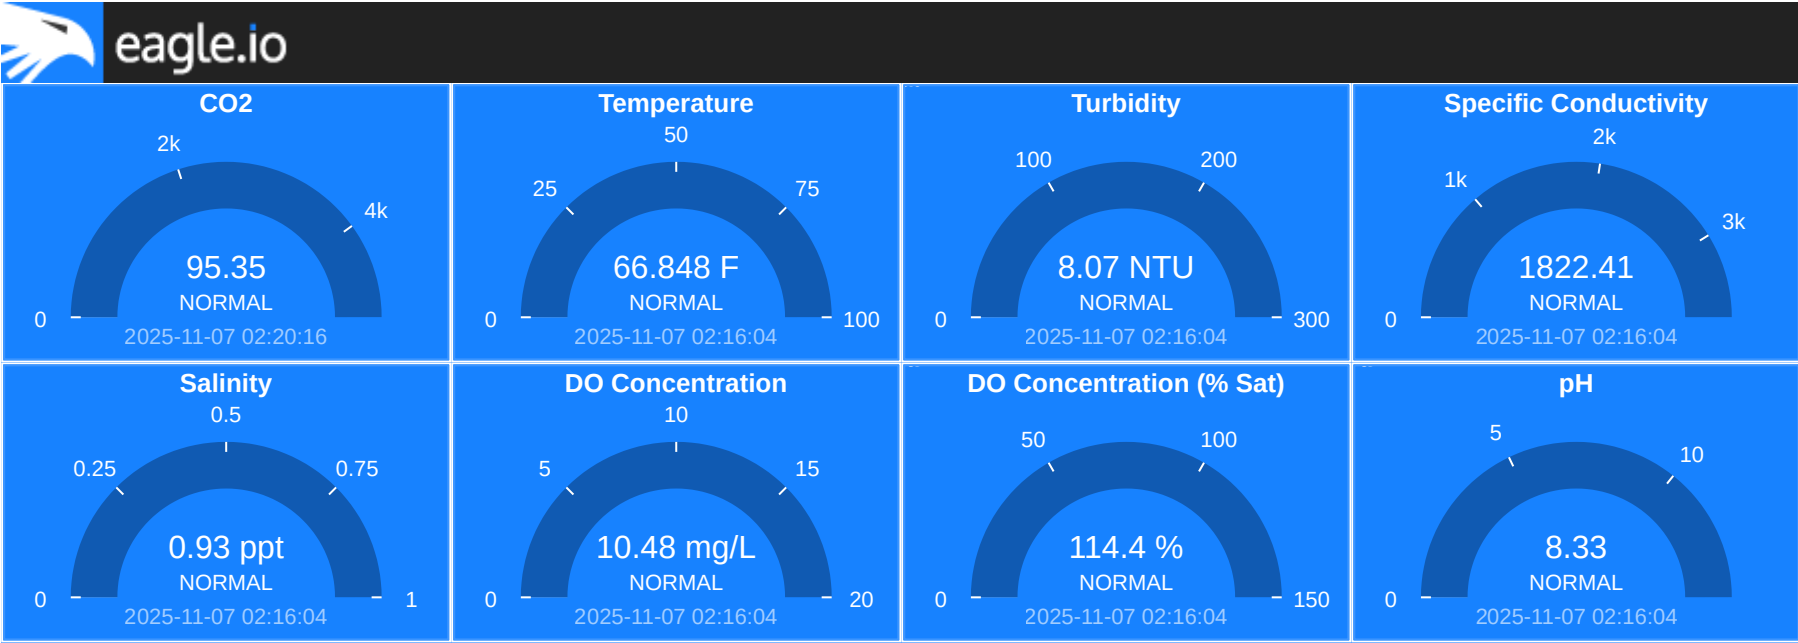 eagle.io
CO2
2k
4k
95.35
NORMAL
0
2025-11-07 02:20:16
Temperature
50
25
75
66.848 F
NORMAL
0
100
2025-11-07 02:16:04
Turbidity
100
200
8.07 NTU
NORMAL
0
300
2025-11-07 02:16:04
Specific Conductivity
2k
1k
3k
1822.41
NORMAL
0
2025-11-07 02:16:04
Salinity
0.5
0.25
0.75
0.93 ppt
NORMAL
0
1
2025-11-07 02:16:04
DO Concentration
10
5
15
10.48 mg/L
NORMAL
0
20
2025-11-07 02:16:04
DO Concentration (% Sat)
50
100
114.4 %
NORMAL
0
150
2025-11-07 02:16:04
pH
5
10
8.33
NORMAL
0
2025-11-07 02:16:04